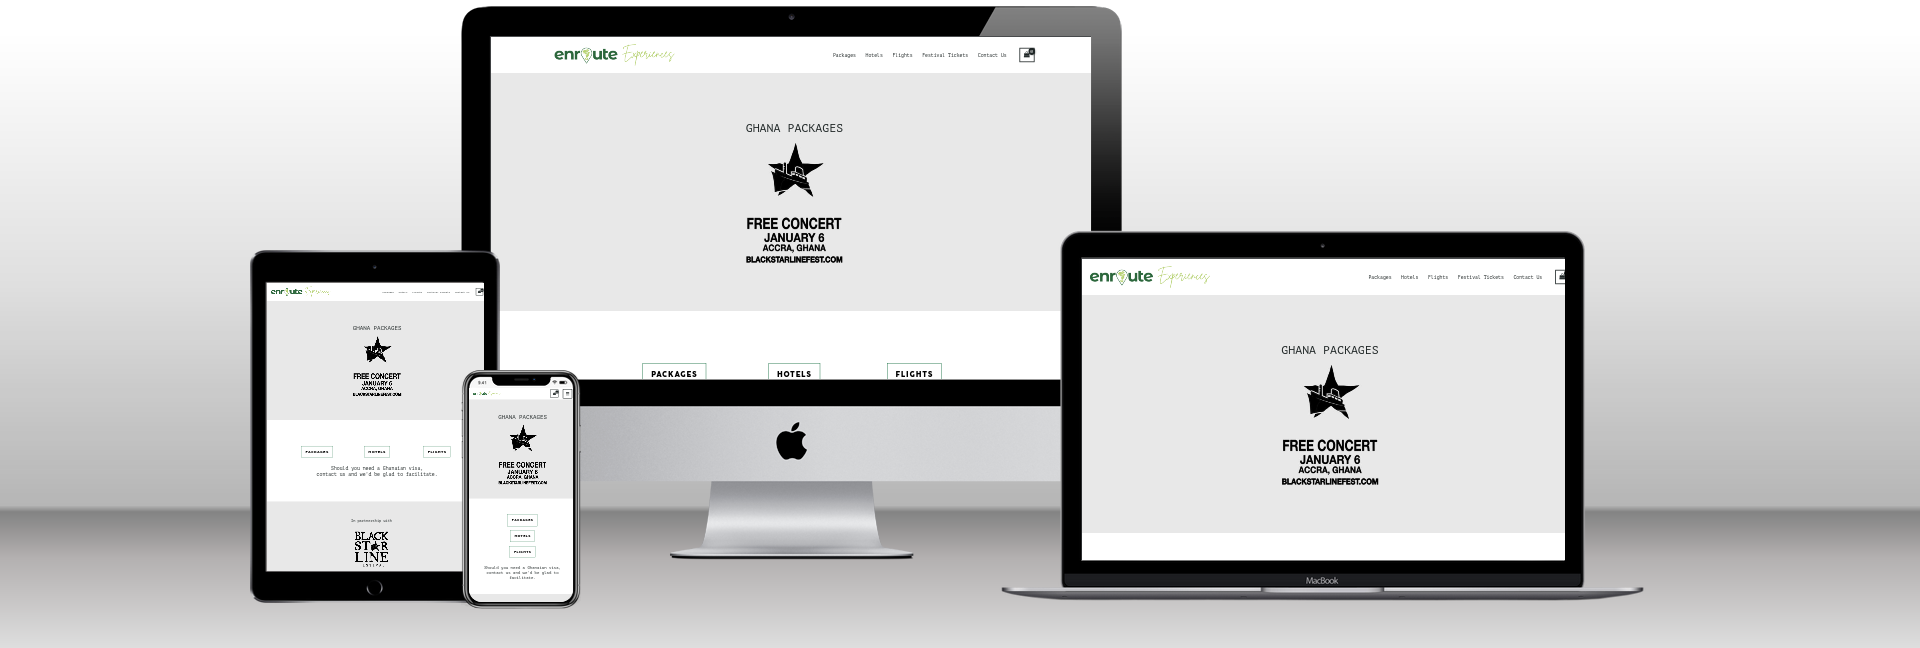 enroute Experiences
Packages Hotels Flights Festival Tickets Contact Us
GHANA PACKAGES
FREE CONCERT
JANUARY 6
ACCRA, GHANA
BLACKSTARLINEFEST.COM
PACKAGES HOTELS FLIGHTS
enroute Experiences
GHANA PACKAGES
FREE CONCERT
JANUARY 6
ACCRA, GHANA
BLACKSTARLINEFEST.COM
PACKAGES HOTELS FLIGHTS
Should you need a Ghanaian visa,
contact us and we'd be glad to facilitate.
In partnership with
BLACK
STAR
LINE
9:41
GHANA PACKAGES
FREE CONCERT
JANUARY 6
ACCRA, GHANA
BLACKSTARLINEFEST.COM
PACKAGES
HOTELS
FLIGHTS
Should you need a Ghanaian visa,
contact us and we'd be glad to
facilitate.
enroute Experiences
Packages Hotels Flights Festival Tickets Contact Us
GHANA PACKAGES
FREE CONCERT
JANUARY 6
ACCRA, GHANA
BLACKSTARLINEFEST.COM
MacBook